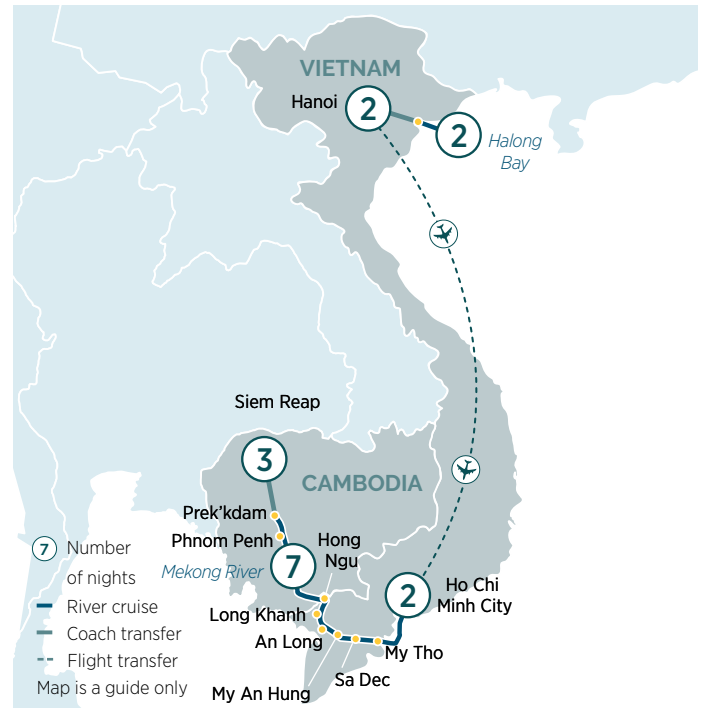 VIETNAM
Hanoi
2
2
Halong
Bay
Siem Reap
3
CAMBODIA
Prek'kdam
Phnom Penh
Hong
Ngu
Mekong River
7
2
Ho Chi
Minh City
Long Khanh
An Long
My Tho
Sa Dec
My An Hung
7 Number
of nights
River cruise
Coach transfer
Flight transfer
Map is a guide only